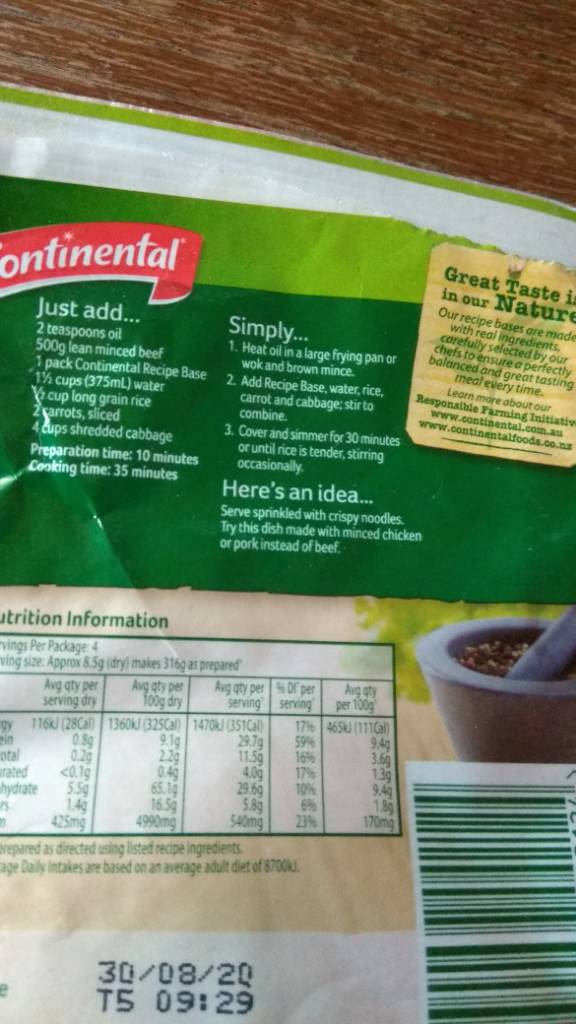 ontinental
Just add...
2 teaspoons oil
500g lean minced beef
1 pack Continental Recipe Base
1½ cups (375mL) water
½ cup long grain rice
2 carrots, sliced
4 cups shredded cabbage
Preparation time: 10 minutes
Cooking time: 35 minutes
Simply...
1. Heat oil in a large frying pan or
wok and brown mince.
2. Add Recipe Base, water, rice,
carrot and cabbage; stir to
combine.
3. Cover and simmer for 30 minutes
or until rice is tender, stirring
occasionally.
Here's an idea...
Serve sprinkled with crispy noodles.
Try this dish made with minced chicken
or pork instead of beef.
Great Taste i
in our Nature
Our recipe bases are made
with real ingredients,
carefully selected by our
chefs to ensure a perfectly
balanced and great tasting
meal every time.
Learn more about our
Responsible Farming Initiativ
www.continental.com.au
www.continentalfoods.co.nz
utrition Information
rvings Per Package: 4
ving size: Approx 8.5g (dry) makes 316g as prepared
Avg qty per serving dry Avg qty per 100g dry Avg qty per serving % DI per serving Avg qty per 100g
gy 116kJ (28Cal) 1360kJ (325Cal) 1470kJ (351Cal) 17% 465kJ (111Cal)
ein 0.8g 9.1g 29.7g 59% 9.4g
otal 0.2g 2.2g 11.5g 16% 3.6g
urated <0.1g 0.4g 4.0g 17% 1.3g
hydrate 5.5g 65.1g 29.6g 10% 9.4g
rs 1.4g 16.5g 5.8g 6% 1.8g
m 425mg 4990mg 540mg 23% 170mg
prepared as directed using listed recipe ingredients.
age Daily Intakes are based on an average adult diet of 8700kJ.
e
30/08/20
T5 09:29